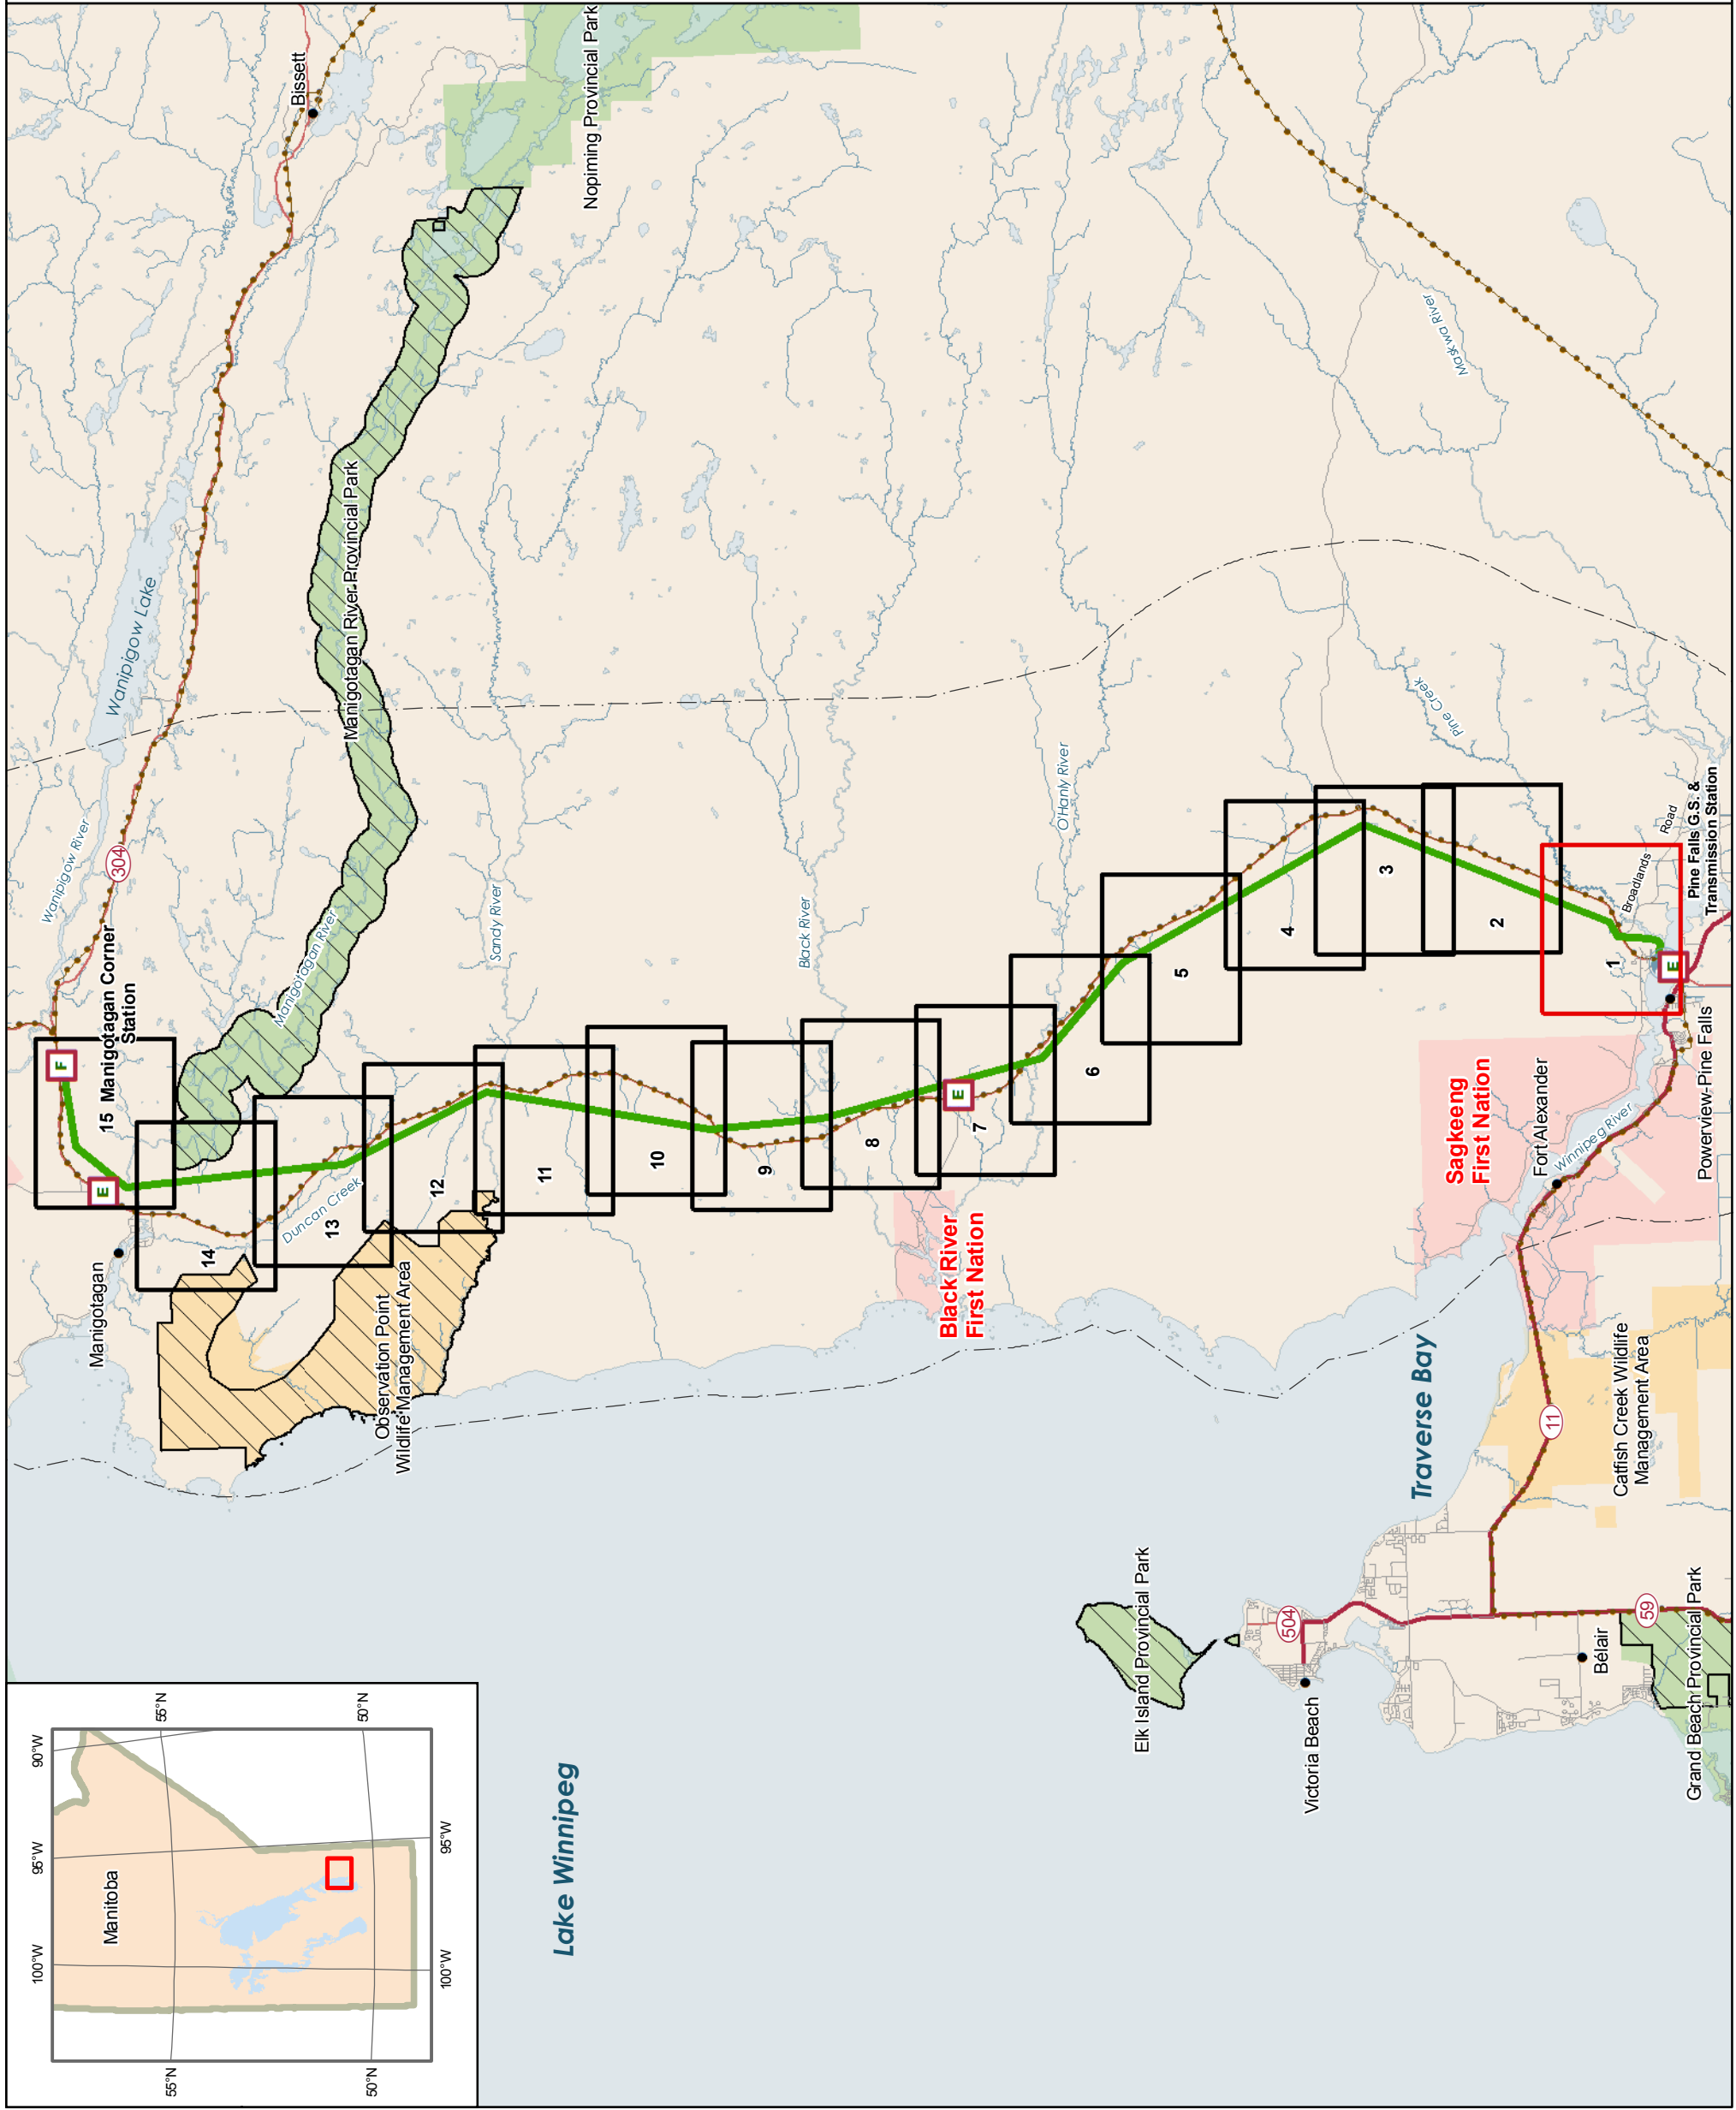 Bissett
Nopiming Provincial Park
Wanipigow Lake
Manigotagan River Provincial Park
Wanipigow River
304
15 Manigotagan Corner
Station
F
E
Manigotagan River
Sandy River
Black River
O'Hanly River
Maskwa River
Pine Creek
Broadlands
Road
Pine Falls G.S. &
Transmission Station
E
1
2
3
4
5
6
7
E
8
9
10
11
12
13
14
Duncan Creek
Manigotagan
Observation Point
Wildlife Management Area
Black River
First Nation
Sagkeeng
First Nation
Fort Alexander
Winnipeg River
Powerview-Pine Falls
Traverse Bay
11
Catfish Creek Wildlife
Management Area
Elk Island Provincial Park
504
Victoria Beach
59
Bélair
Grand Beach Provincial Park
Lake Winnipeg
Manitoba
100°W
95°W
90°W
55°N
50°N
55°N
50°N
100°W
95°W